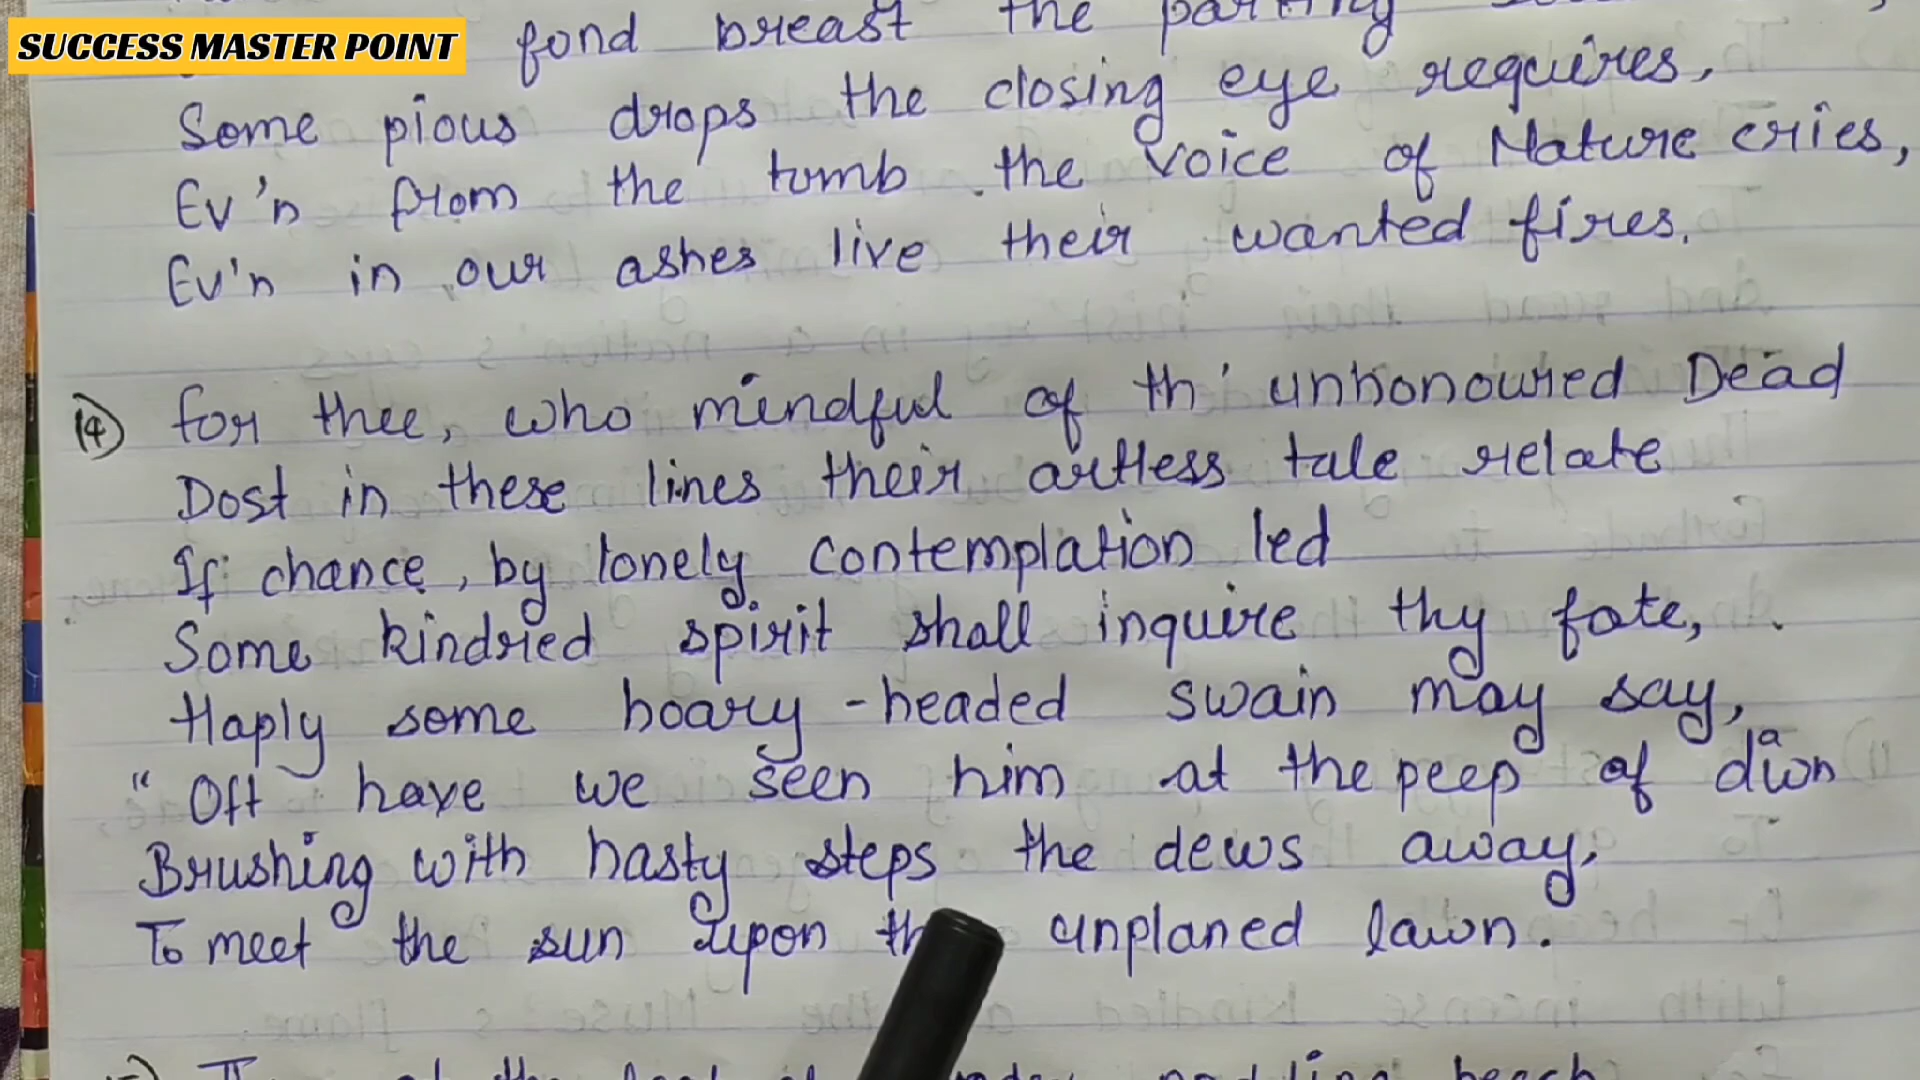 SUCCESS MASTER POINT
fond breast the parting
Some pious drops the closing eye requires,
Ev'n from the tomb the voice of Nature cries,
Ev'n in our ashes live their wanted fires.
14 for thee, who mindful of th' unhonoured Dead
Dost in these lines their artless tale relate
If chance, by lonely contemplation led
Some kindred spirit shall inquire thy fate,
Haply some hoary-headed swain may say,
"Oft have we seen him at the peep of dawn
Brushing with hasty steps the dews away,
To meet the sun upon the unplaned lawn.
at the
beech